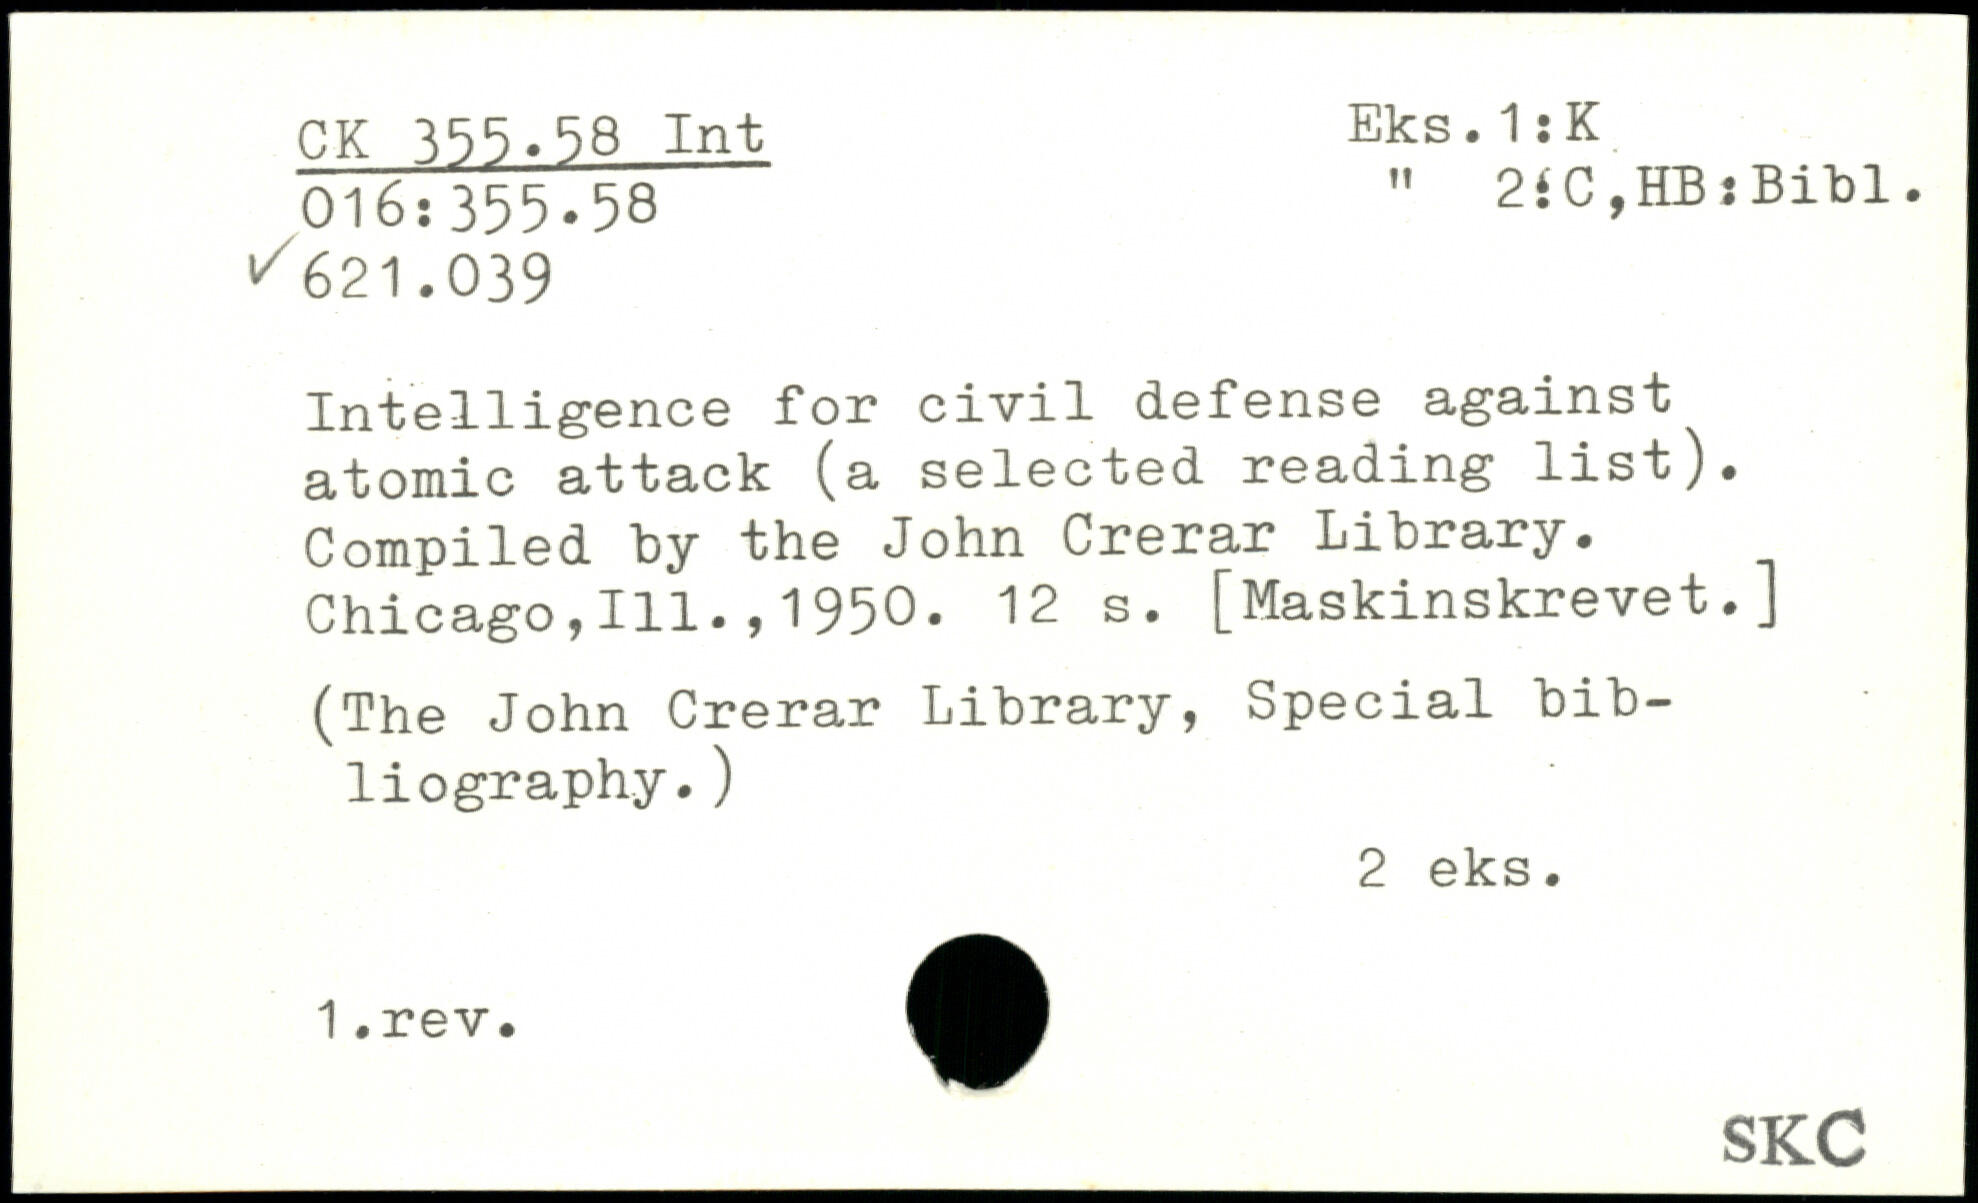 CK 355.58 Int
Eks.1:K
016:355.58
" 2:C,HB:Bibl.
✓ 621.039
Intelligence for civil defense against
atomic attack (a selected reading list).
Compiled by the John Crerar Library.
Chicago,Ill.,1950. 12 s. [Maskinskrevet.]
(The John Crerar Library, Special bib-
liography.)
2 eks.
1.rev.
SKC